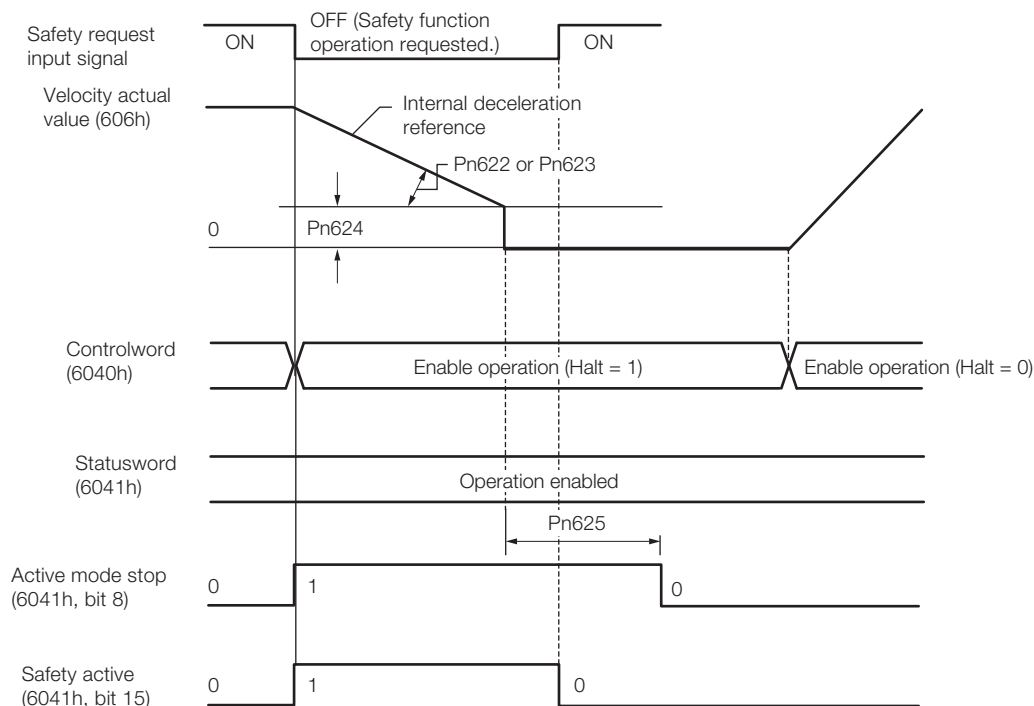 Safety request
input signal
ON
OFF (Safety function
operation requested.)
ON
Velocity actual
value (606h)
Internal deceleration
reference
Pn622 or Pn623
0
Pn624
Controlword
(6040h)
Enable operation (Halt = 1)
Enable operation (Halt = 0)
Statusword
(6041h)
Operation enabled
Pn625
Active mode stop
(6041h, bit 8)
0
1
0
Safety active
(6041h, bit 15)
0
1
0